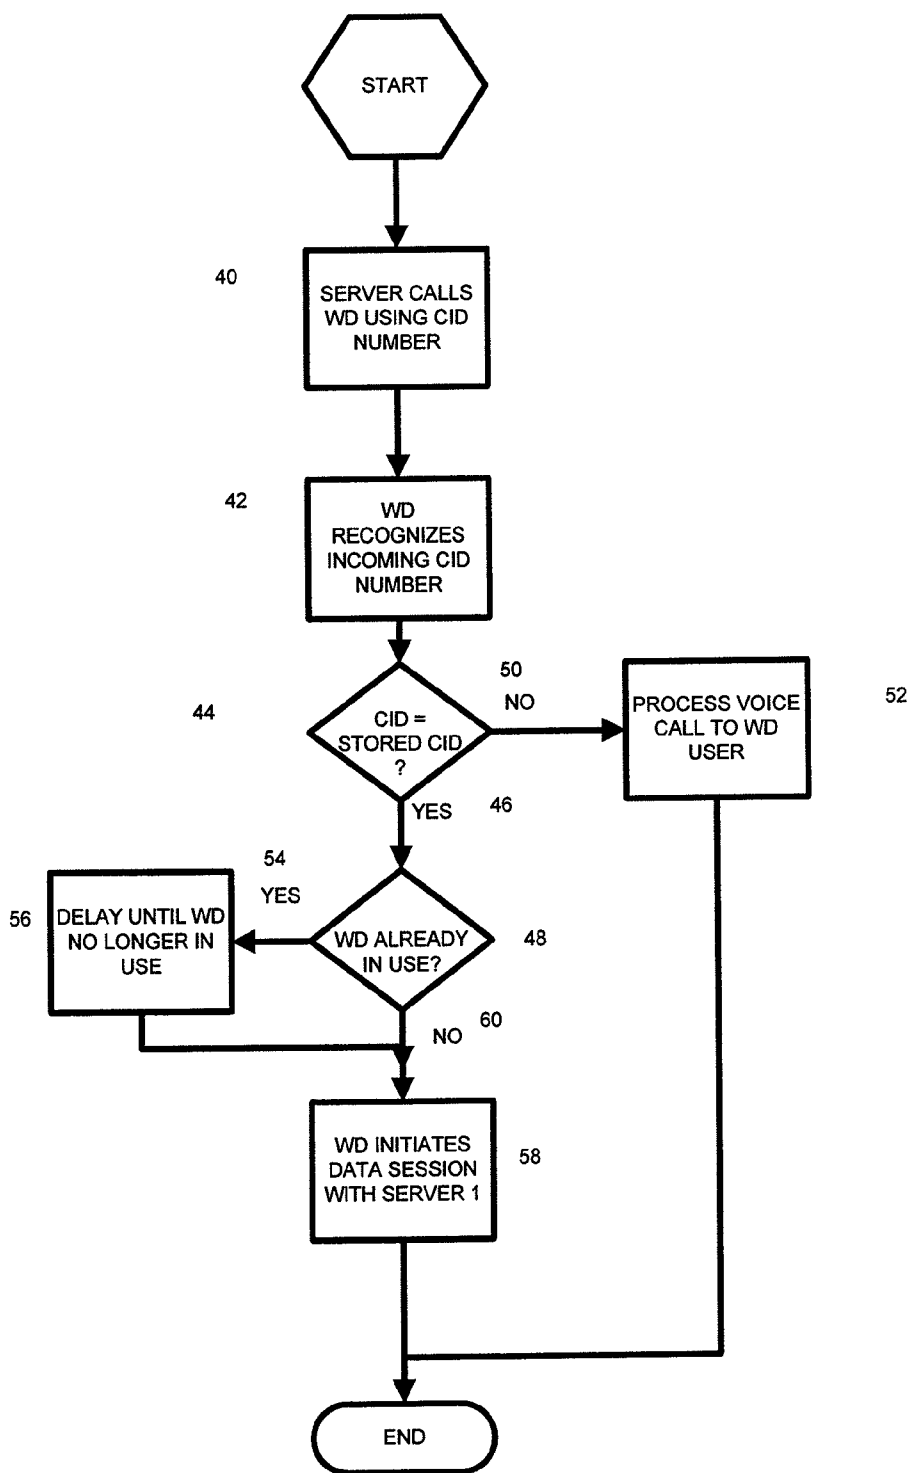 START
40
SERVER CALLS
WD USING CID
NUMBER
42
WD
RECOGNIZES
INCOMING CID
NUMBER
44
CID =
STORED CID
?
50
NO
PROCESS VOICE
CALL TO WD
USER
52
YES
46
54
YES
56
DELAY UNTIL WD
NO LONGER IN
USE
WD ALREADY
IN USE?
48
NO
60
WD INITIATES
DATA SESSION
WITH SERVER 1
58
END